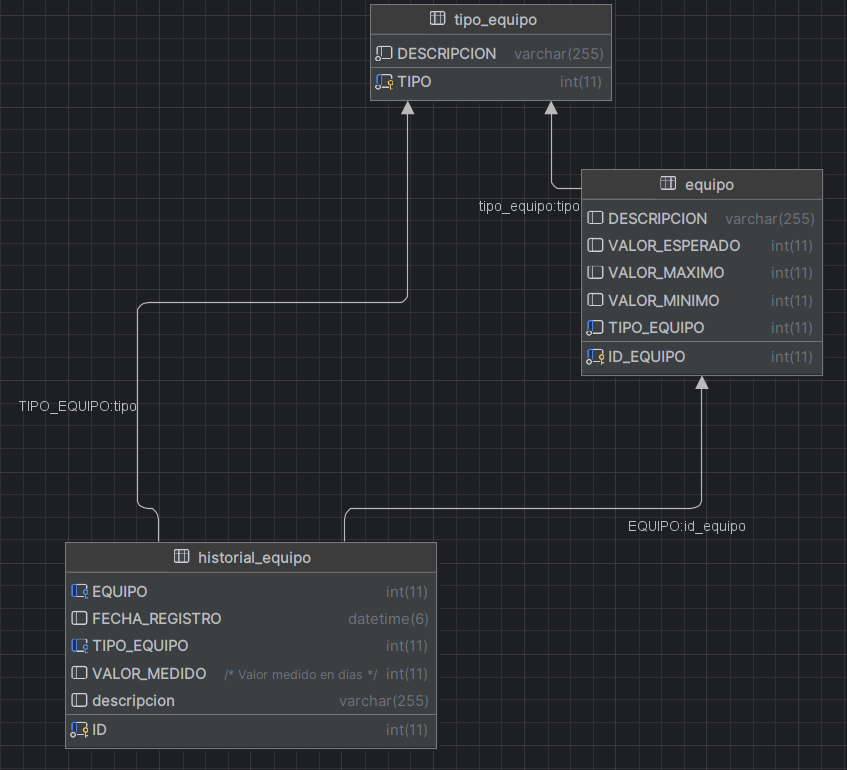 tipo_equipo
DESCRIPCION varchar(255)
TIPO int(11)
tipo_equipo:tipo
equipo
DESCRIPCION varchar(255)
VALOR_ESPERADO int(11)
VALOR_MAXIMO int(11)
VALOR_MINIMO int(11)
TIPO_EQUIPO int(11)
ID_EQUIPO int(11)
TIPO_EQUIPO:tipo
EQUIPO:id_equipo
historial_equipo
EQUIPO int(11)
FECHA_REGISTRO datetime(6)
TIPO_EQUIPO int(11)
VALOR_MEDIDO /* Valor medido en dias */ int(11)
descripcion varchar(255)
ID int(11)